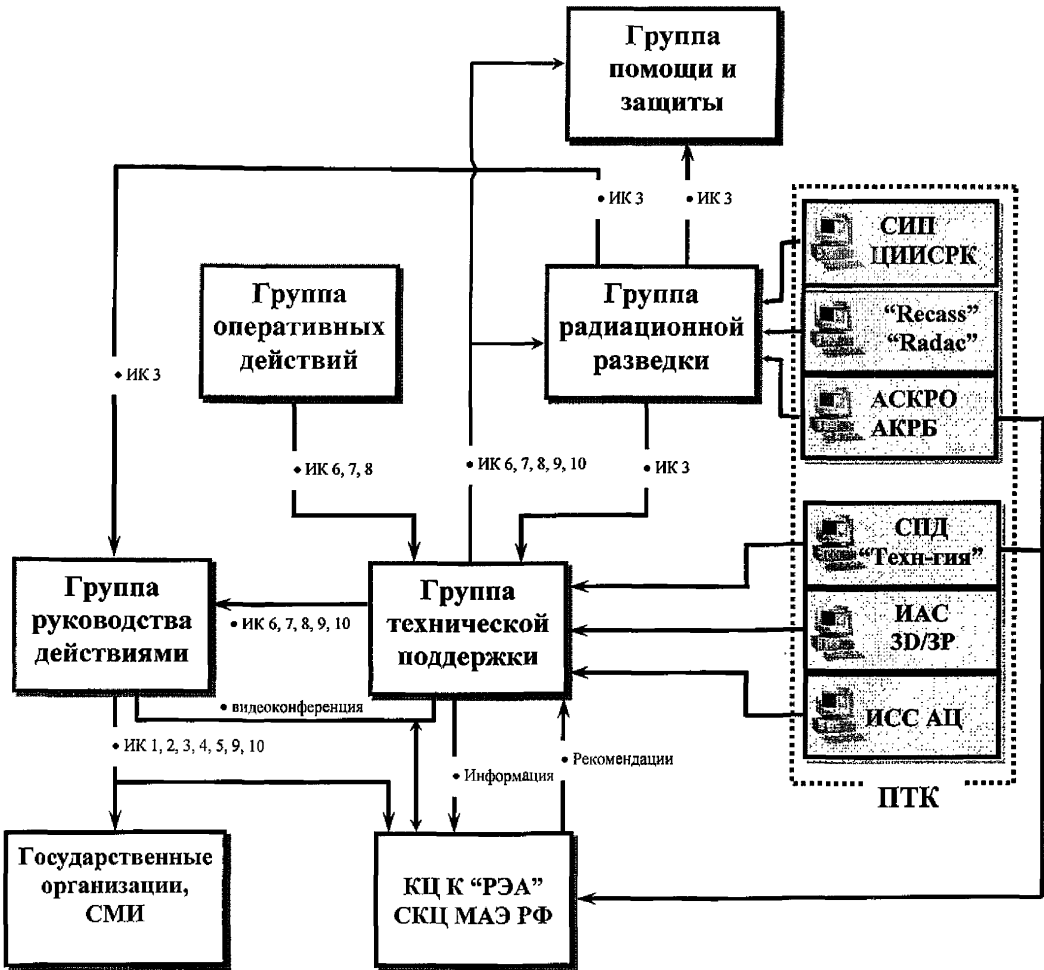 Группа
помощи и
защиты
• ИК 3
• ИК 3
СИП
ЦИИСРК
Группа
оперативных
действий
Группа
радиационной
разведки
“Recass”
“Radac”
• ИК 3
АСКРО
АКРБ
• ИК 6, 7, 8
• ИК 6, 7, 8, 9, 10
• ИК 3
СПД
“Техн-гия”
Группа
руководства
действиями
Группа
технической
поддержки
• ИК 6, 7, 8, 9, 10
ИАС
3D/ЗР
• видеоконференция
ИСС АЦ
• ИК 1, 2, 3, 4, 5, 9, 10
• Информация
• Рекомендации
ПТК
Государственные
организации,
СМИ
КЦ К “РЭА”
СКЦ МАЭ РФ